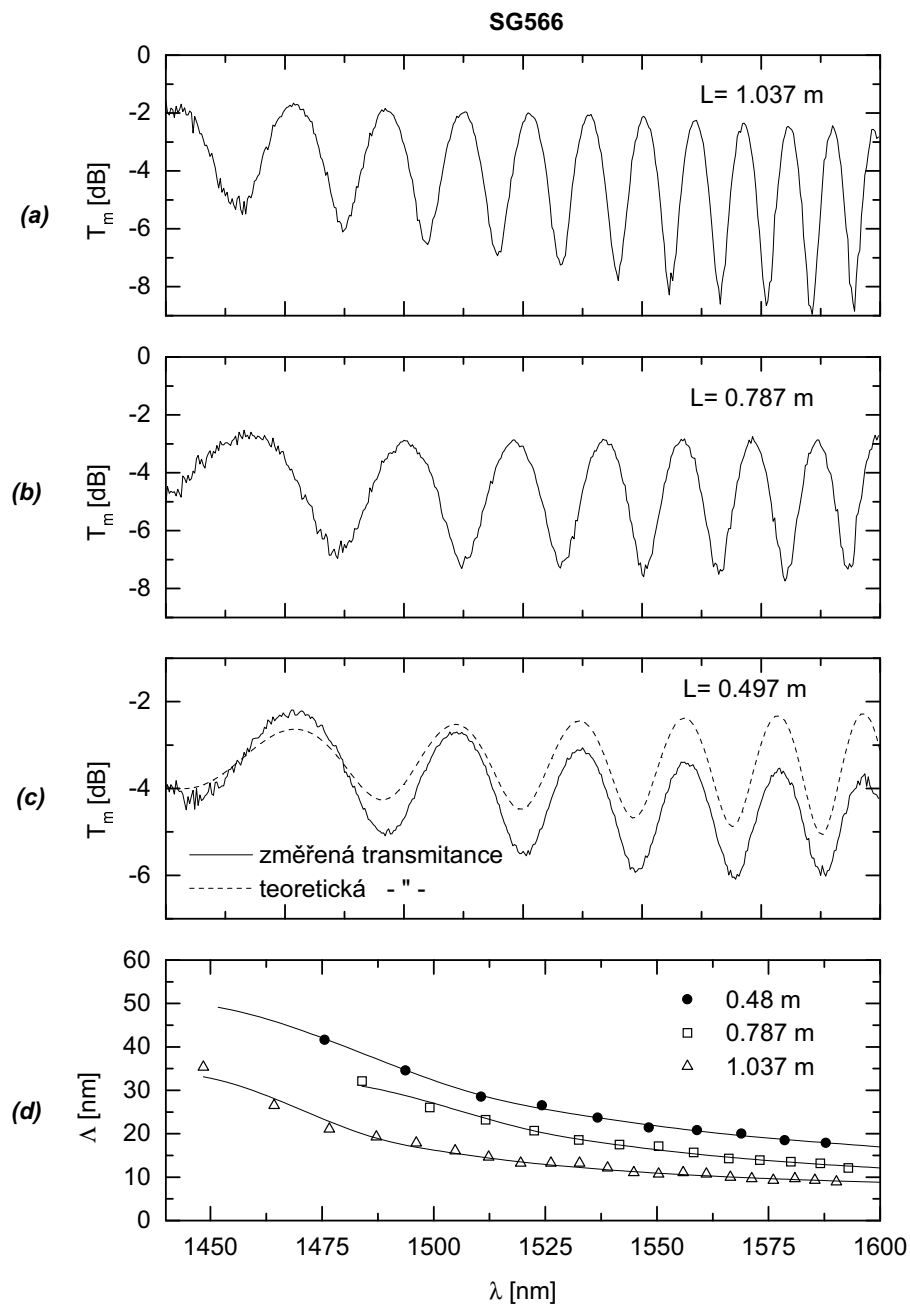 SG566
(a)
T_m [dB]
0
-2
-4
-6
-8
L= 1.037 m
(b)
T_m [dB]
0
-2
-4
-6
-8
L= 0.787 m
(c)
T_m [dB]
-2
-4
-6
L= 0.497 m
změřená transmitance
teoretická - " -
(d)
Λ [nm]
60
50
40
30
20
10
0
0.48 m
0.787 m
1.037 m
1450 1475 1500 1525 1550 1575 1600
λ [nm]